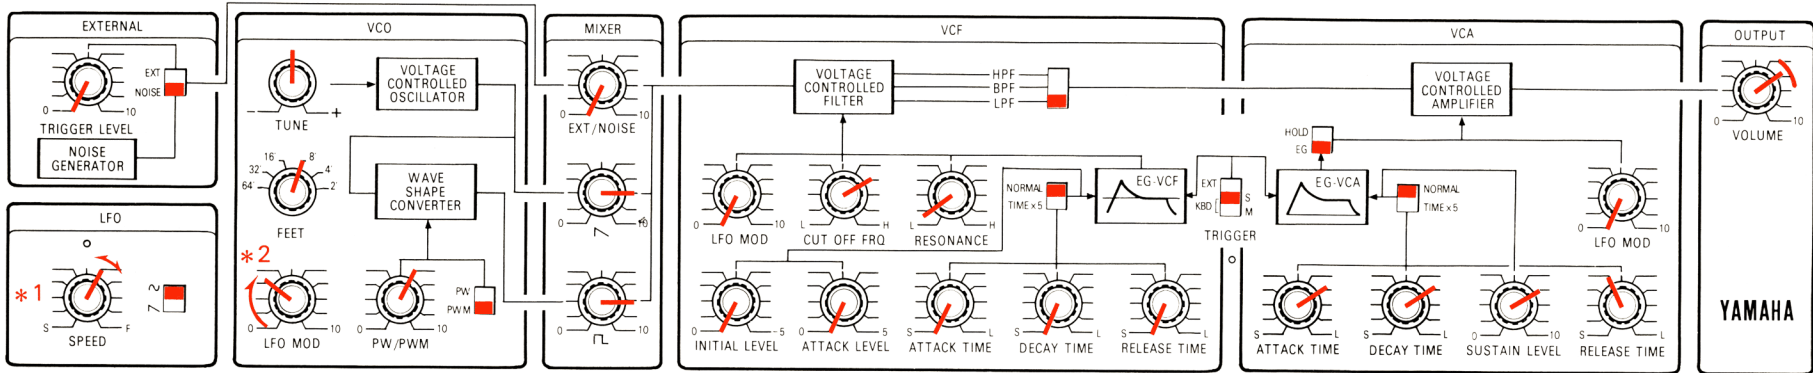 EXTERNAL
EXT
NOISE
0 10
TRIGGER LEVEL
NOISE
GENERATOR
LFO
*1
S F
SPEED
VCO
- +
TUNE
VOLTAGE
CONTROLLED
OSCILLATOR
64' 32' 16' 8' 4' 2'
FEET
WAVE
SHAPE
CONVERTER
*2
0 10
LFO MOD
0 10
PW/PWM
PW
PWM
MIXER
0 10
EXT/NOISE
0 10
0 10
VCF
VOLTAGE
CONTROLLED
FILTER
HPF
BPF
LPF
0 10
LFO MOD
L H
CUT OFF FRQ
L H
RESONANCE
NORMAL
TIME×5
EG-VCF
EXT
KBD S
M
TRIGGER
0 -5
INITIAL LEVEL
0 5
ATTACK LEVEL
S L
ATTACK TIME
S L
DECAY TIME
S L
RELEASE TIME
VCA
VOLTAGE
CONTROLLED
AMPLIFIER
HOLD
EG
EG-VCA
NORMAL
TIME×5
0 10
LFO MOD
S L
ATTACK TIME
S L
DECAY TIME
0 10
SUSTAIN LEVEL
S L
RELEASE TIME
OUTPUT
0 10
VOLUME
YAMAHA